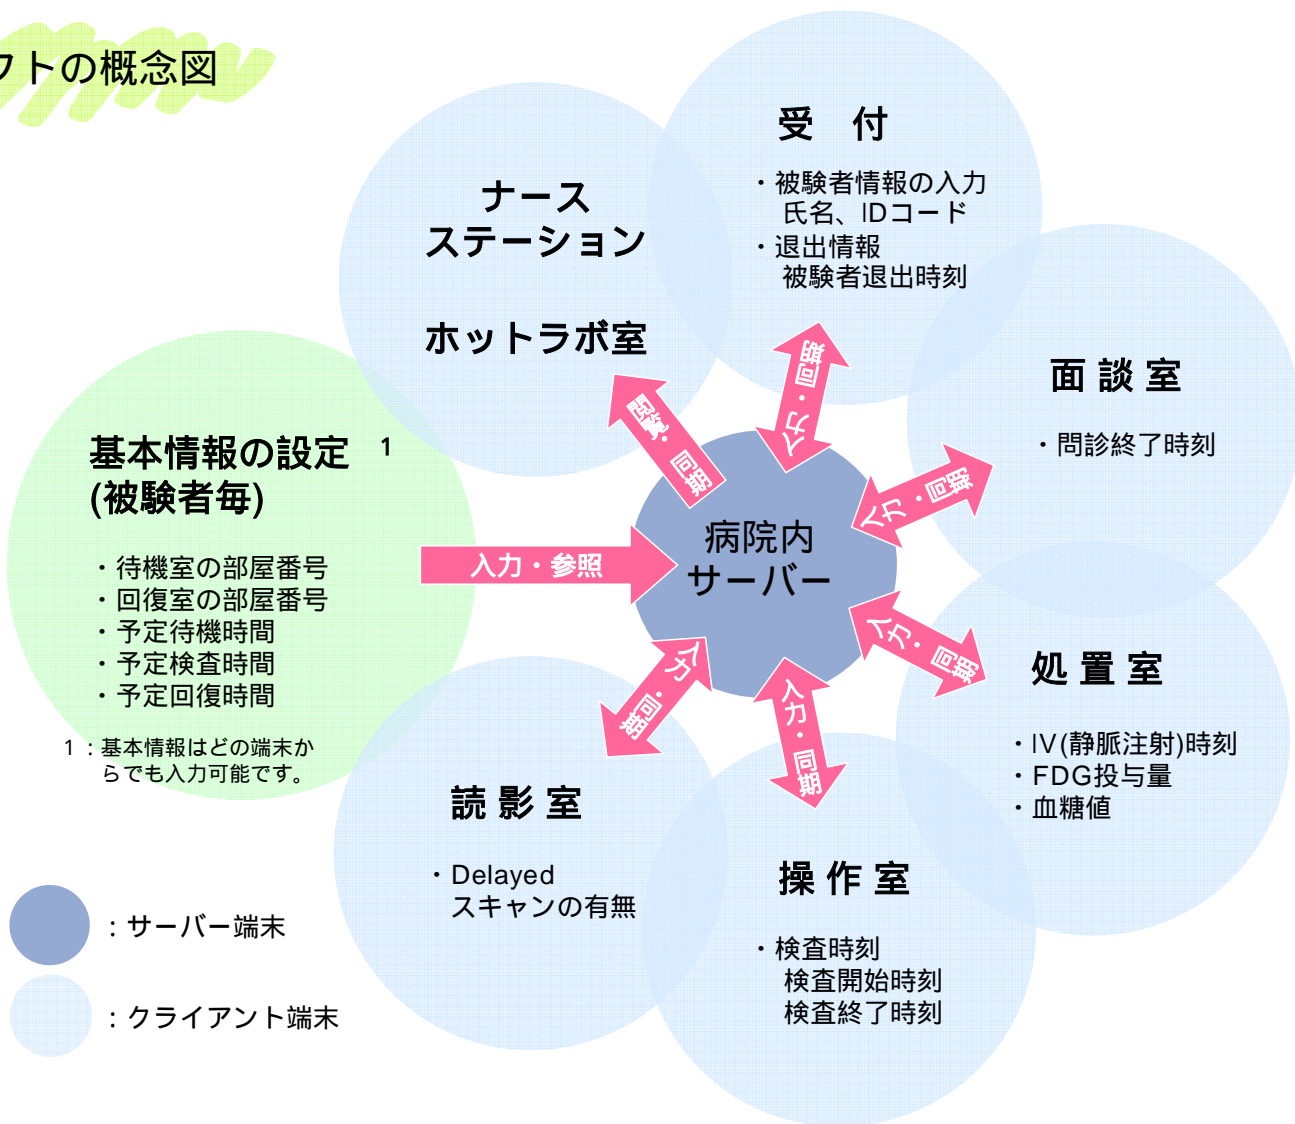 フトの概念図
受 付
・被験者情報の入力
氏名、IDコード
・退出情報
被験者退出時刻
ナース
ステーション
ホットラボ室
面 談 室
・問診終了時刻
基本情報の設定 1
(被験者毎)
・待機室の部屋番号
・回復室の部屋番号
・予定待機時間
・予定検査時間
・予定回復時間
1 : 基本情報はどの端末か
らでも入力可能です。
閲覧・同期
入力・同期
入力・同期
入力・参照
病院内
サーバー
入力・同期
入力・同期
入力・同期
処 置 室
・IV(静脈注射)時刻
・FDG投与量
・血糖値
読 影 室
・Delayed
スキャンの有無
操 作 室
・検査時刻
検査開始時刻
検査終了時刻
: サーバー端末
: クライアント端末